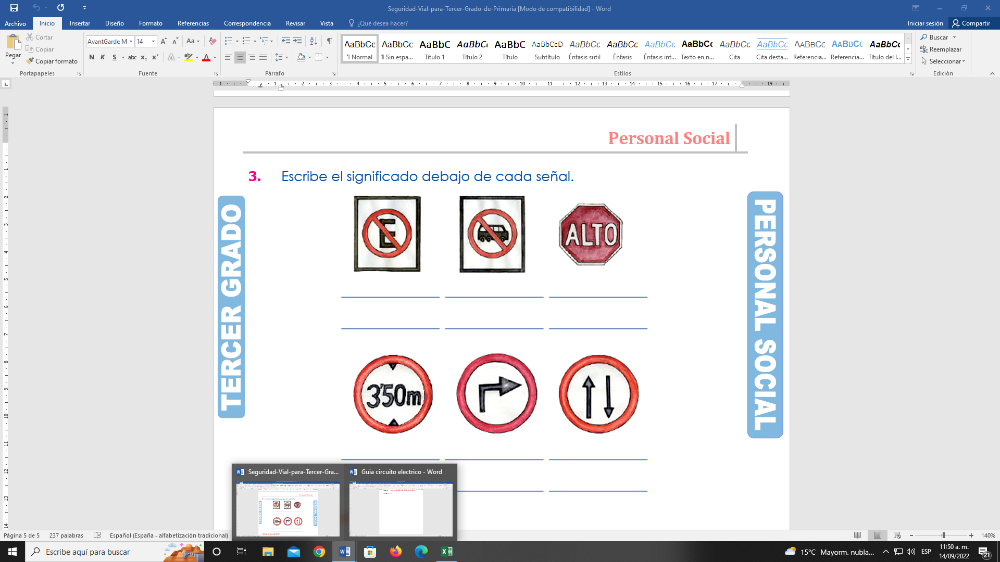 Seguridad-Vial-para-Tercer-Grado-de-Primaria [Modo de compatibilidad] - Word
Archivo Inicio Insertar Diseño Formato Referencias Correspondencia Revisar Vista ¿Qué desea hacer? Iniciar sesión Compartir
Pegar
Cortar
Copiar
Copiar formato
Portapapeles
AvantGarde M 14
Fuente
Párrafo
AaBbCc AaBbCc AaBbC AaBbCc AaBbC AaBbCcD AaBbCc AaBbCc AaBbCc AaBbCc AaBbCc AaBbCc AaBbCc AaBbCc AaBbCc
¶ Normal ¶ Sin espa... Título 1 Título 2 Título Subtítulo Énfasis sutil Énfasis Énfasis int... Texto en n... Cita Cita desta... Referencia... Referencia... Título del l...
Estilos
Buscar
Reemplazar
Seleccionar
Edición
1 1 2 3 4 5 6 7 8 9 10 11 12 13 14 15 16 17 19
Personal Social
3. Escribe el significado debajo de cada señal.
TERCER GRADO
E
ALTO
3'50m
PERSONAL SOCIAL
Seguridad-Vial-para-Tercer-Gra...
Guia circuito electrico - Word
Página 5 de 5 237 palabras Español (España - alfabetización tradicional) 140%
Escribe aquí para buscar
15°C Mayorm. nubla... ESP
11:50 a. m.
14/09/2022
21